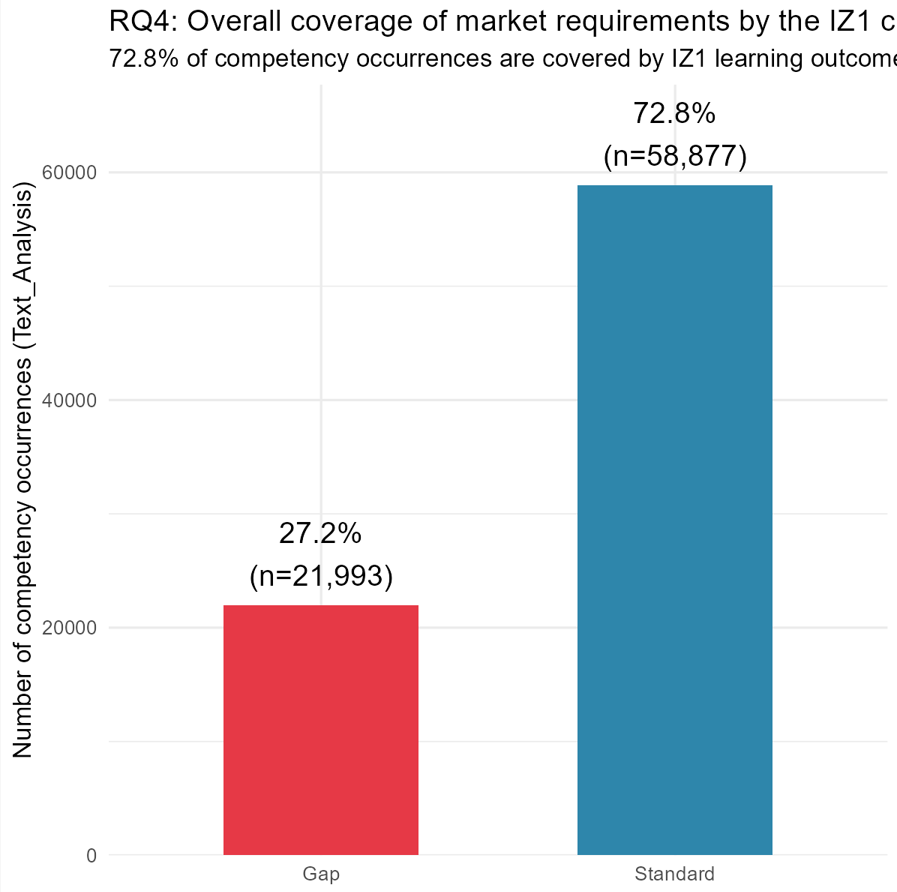 RQ4: Overall coverage of market requirements by the IZ1 c
72.8% of competency occurrences are covered by IZ1 learning outcome
72.8%
(n=58,877)
60000
Number of competency occurrences (Text_Analysis)
40000
27.2%
(n=21,993)
20000
0
Gap
Standard